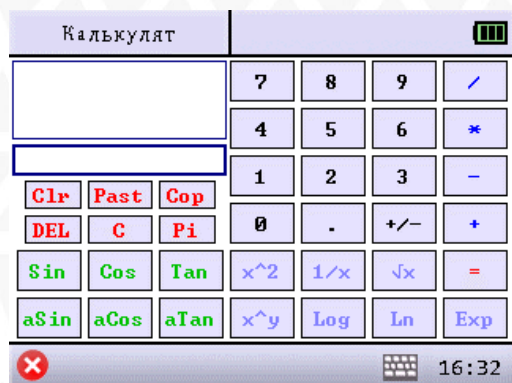 Калькулят
7 8 9 /
4 5 6 *
1 2 3 -
Clr Past Cop
DEL C Pi
0 . +/- +
Sin Cos Tan x^2 1/x √x =
aSin aCos aTan x^y Log Ln Exp
16:32